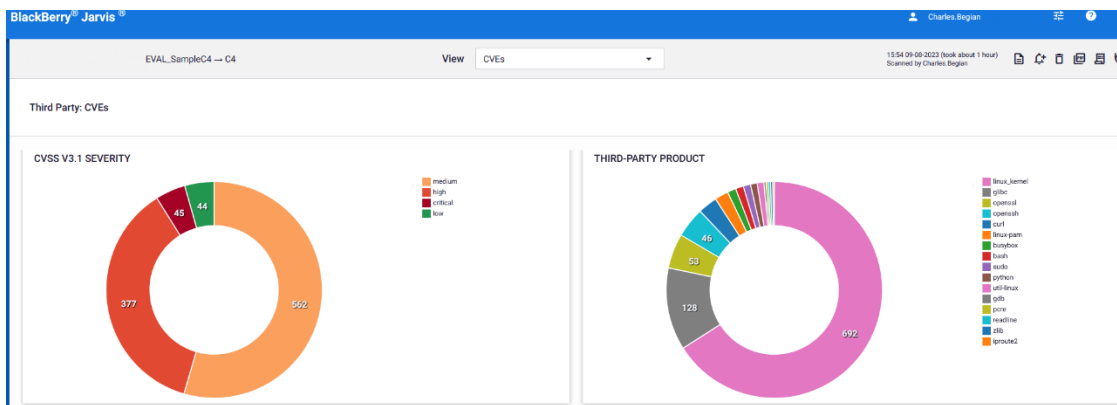 BlackBerry® Jarvis®
Charles.Begian
EVAL_SampleC4 → C4
View
CVEs
15:54 09-08-2023 (took about 1 hour)
Scanned by Charles.Begian
Third Party: CVEs
CVSS V3.1 SEVERITY
medium
high
critical
low
45
44
377
562
THIRD-PARTY PRODUCT
linux_kernel
glibc
openssl
openssh
curl
linux-pam
busybox
bash
sudo
python
util-linux
gdb
pcre
readline
zlib
iproute2
46
53
128
692